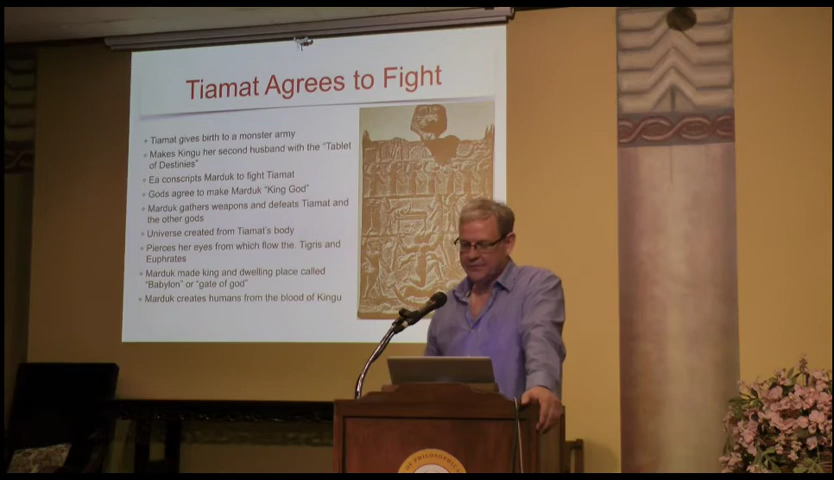 Tiamat Agrees to Fight
Tiamat gives birth to a monster army
Makes Kingu her second husband with the "Tablet
of Destinies"
Ea conscripts Marduk to fight Tiamat
Gods agree to make Marduk "King God"
Marduk gathers weapons and defeats Tiamat and
the other gods
Universe created from Tiamat's body
Pierces her eyes from which flow the. Tigris and
Euphrates
Marduk made king and dwelling place called
"Babylon" or "gate of god"
Marduk creates humans from the blood of Kingu
OF PHILOSOPHICAL